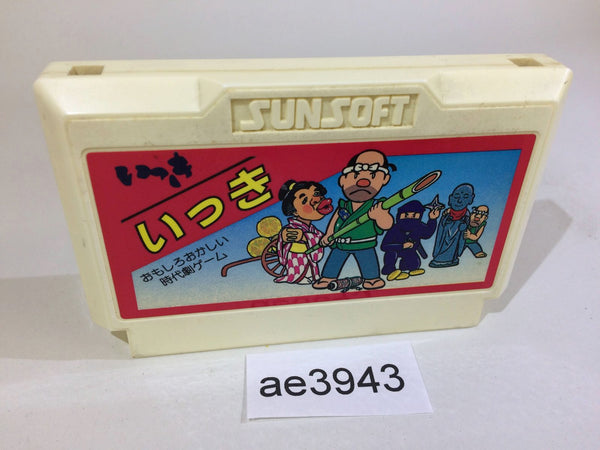 SUNSOFT
いっき
いっき
おもしろおかしい
時代劇ゲーム
ae3943